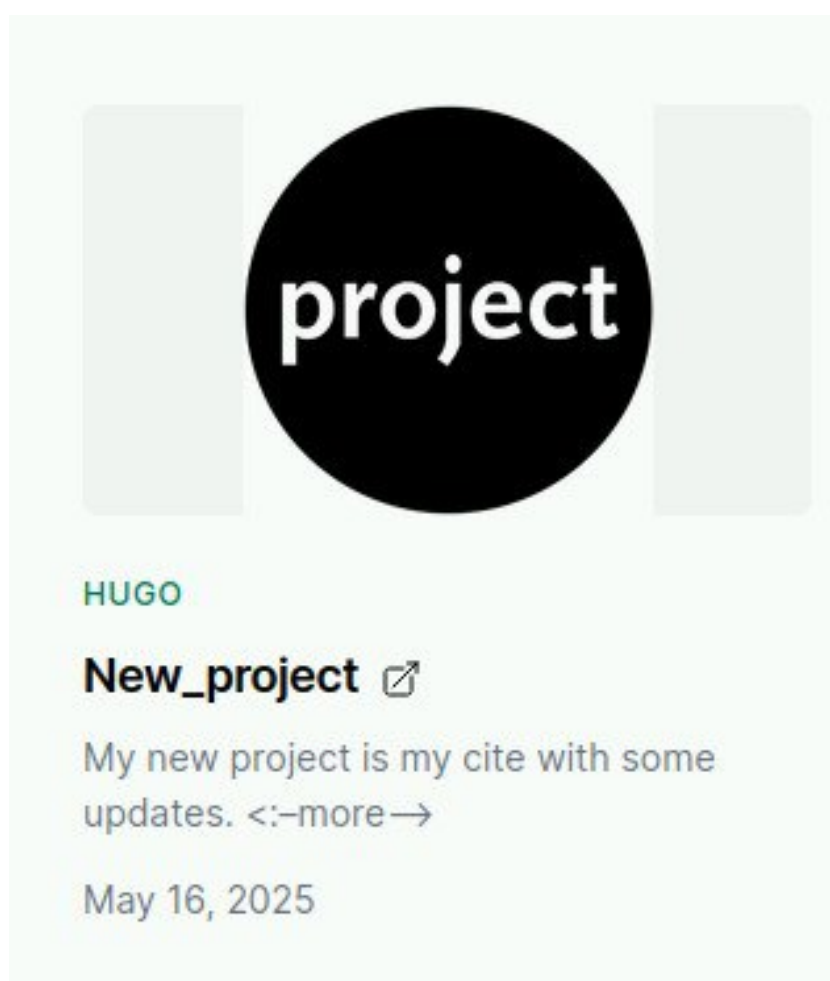 project
HUGO
New_project
My new project is my cite with some
updates. <:–more–>
May 16, 2025